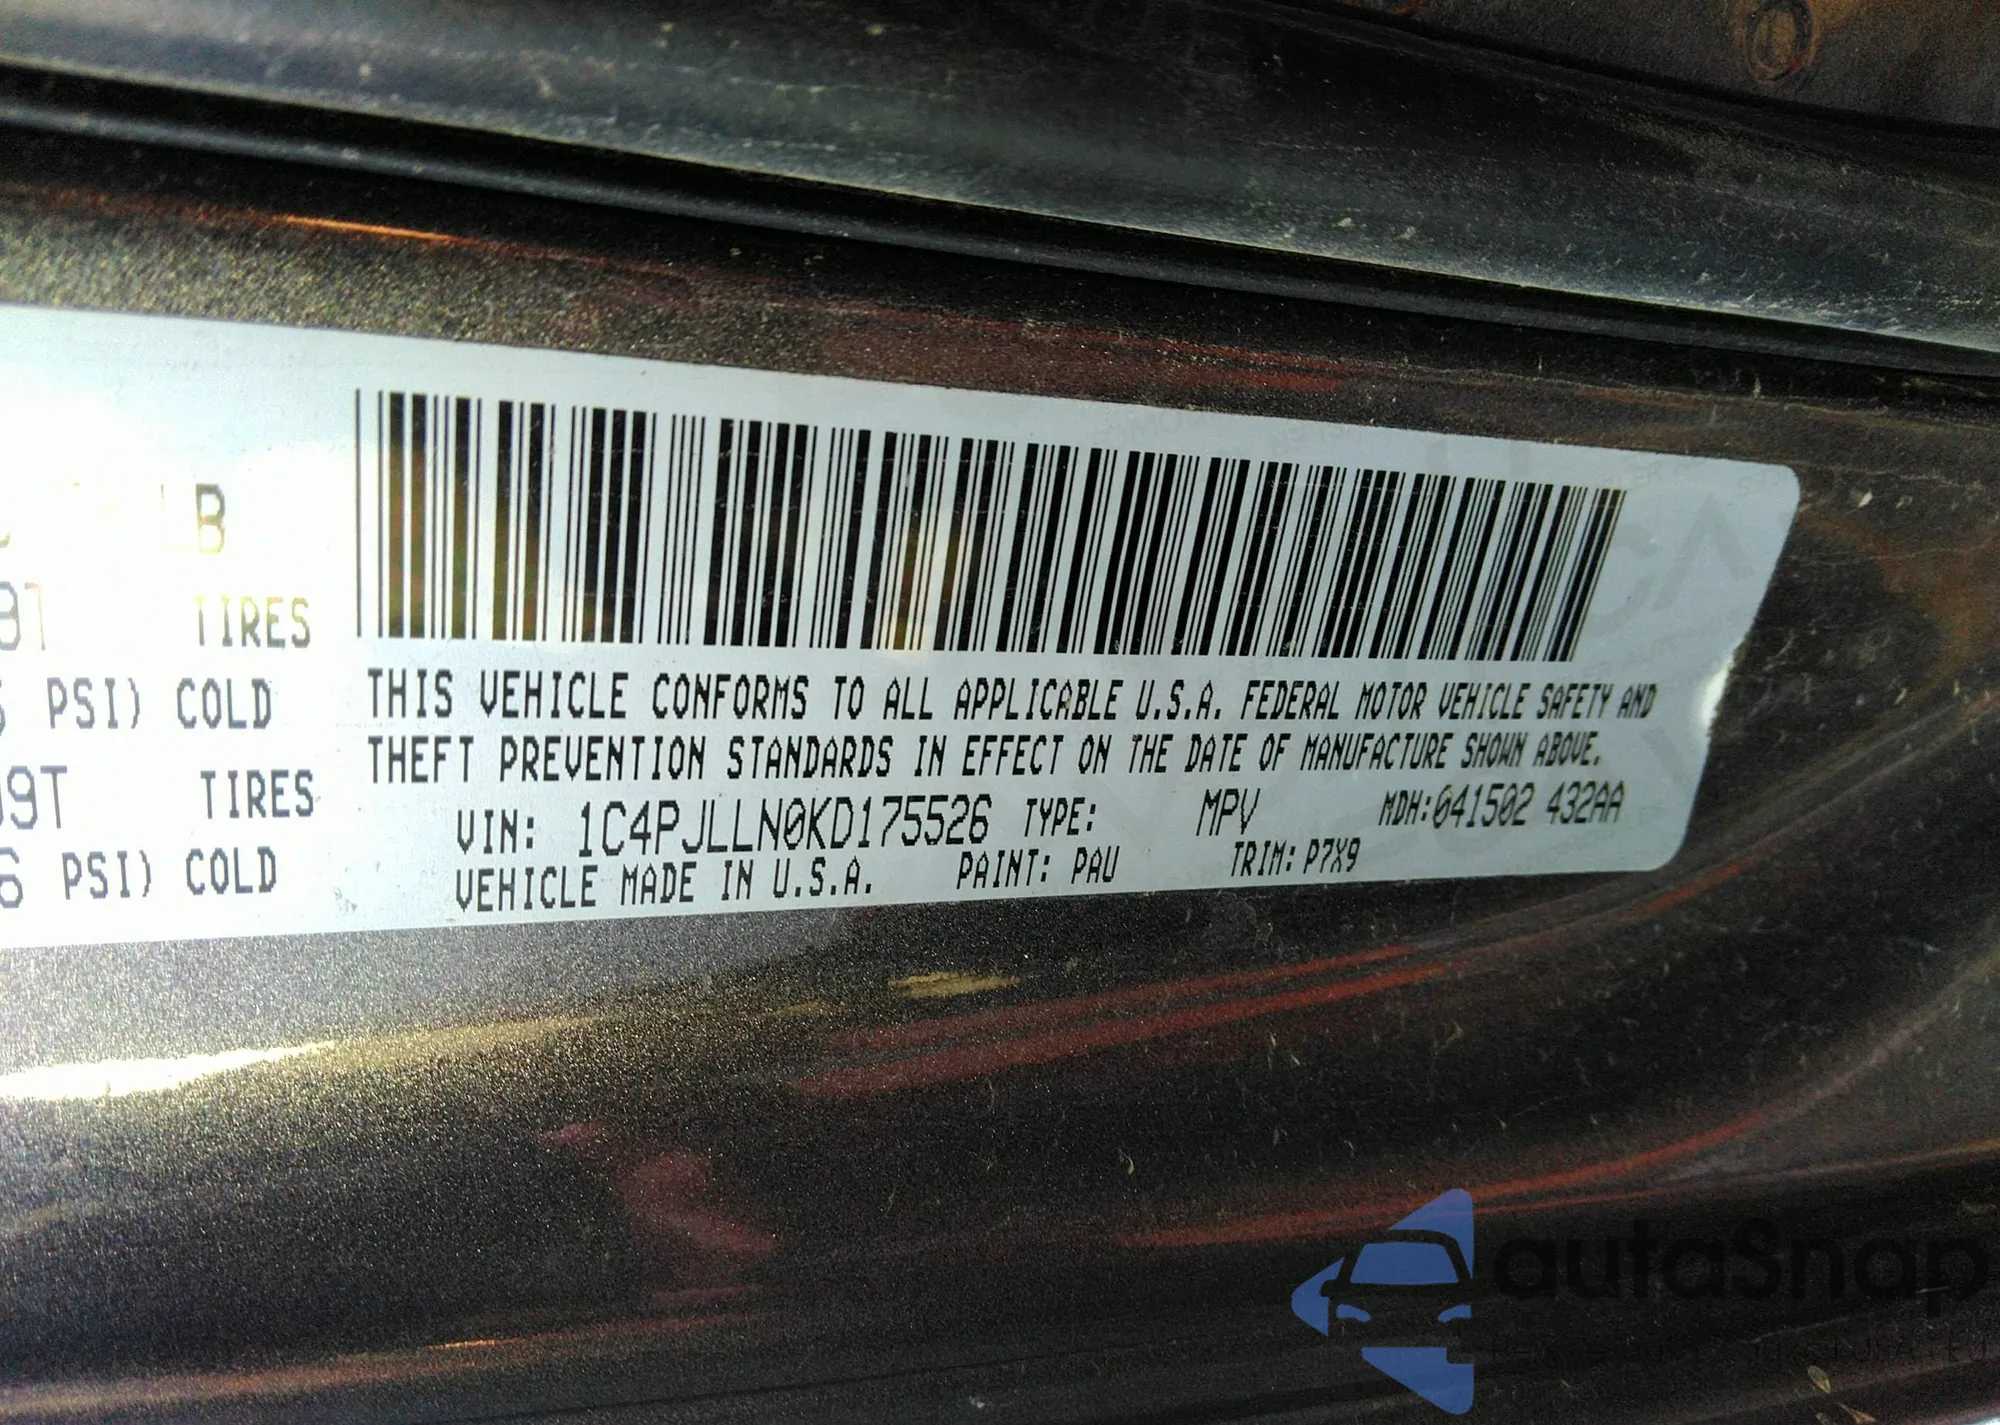 LB
TIRES
PSI) COLD
09T TIRES
6 PSI) COLD
THIS VEHICLE CONFORMS TO ALL APPLICABLE U.S.A. FEDERAL MOTOR VEHICLE SAFETY AND
THEFT PREVENTION STANDARDS IN EFFECT ON THE DATE OF MANUFACTURE SHOWN ABOVE.
VIN: 1C4PJLLN0KD175526 TYPE: MPV MDH:041502 432AA
VEHICLE MADE IN U.S.A. PAINT: PAU TRIM: P7X9
autaSnap